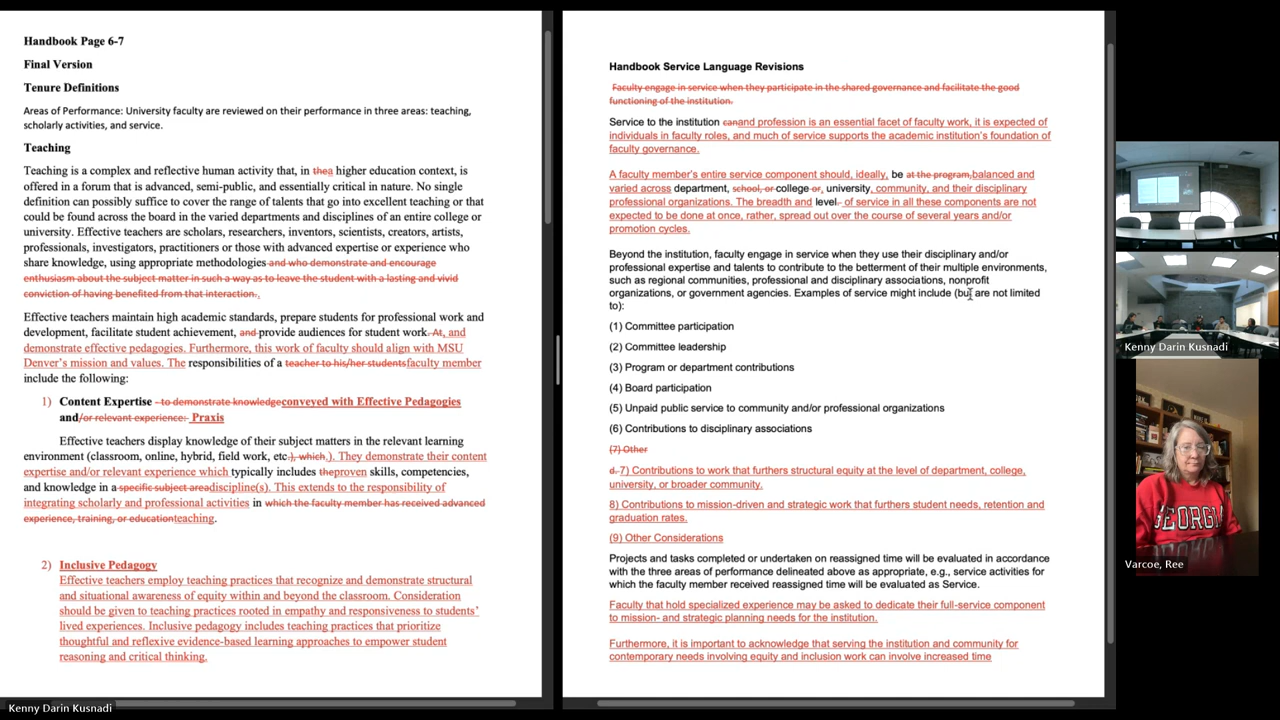 Handbook Page 6-7
Final Version
Tenure Definitions
Areas of Performance: University faculty are reviewed on their performance in three areas: teaching,
scholarly activities, and service.
Teaching
Teaching is a complex and reflective human activity that, in thea higher education context, is
offered in a forum that is advanced, semi-public, and essentially critical in nature. No single
definition can possibly suffice to cover the range of talents that go into excellent teaching or that
could be found across the board in the varied departments and disciplines of an entire college or
university. Effective teachers are scholars, researchers, inventors, scientists, creators, artists,
professionals, investigators, practitioners or those with advanced expertise or experience who
share knowledge, using appropriate methodologies and who demonstrate and encourage
enthusiasm about the subject matter in such a way as to leave the student with a lasting and vivid
conviction of having benefited from that interaction..
Effective teachers maintain high academic standards, prepare students for professional work and
development, facilitate student achievement, and provide audiences for student work. At, and
demonstrate effective pedagogies. Furthermore, this work of faculty should align with MSU
Denver's mission and values. The responsibilities of a teacher to his/her studentsfaculty member
include the following:
1) Content Expertise - to demonstrate knowledgeconveyed with Effective Pedagogies
and/or relevant experience: Praxis
Effective teachers display knowledge of their subject matters in the relevant learning
environment (classroom, online, hybrid, field work, etc.), which.). They demonstrate their content
expertise and/or relevant experience which typically includes theproven skills, competencies,
and knowledge in a specific subject areadiscipline(s). This extends to the responsibility of
integrating scholarly and professional activities in which the faculty member has received advanced
experience, training, or educationteaching.
2) Inclusive Pedagogy
Effective teachers employ teaching practices that recognize and demonstrate structural
and situational awareness of equity within and beyond the classroom. Consideration
should be given to teaching practices rooted in empathy and responsiveness to students'
lived experiences. Inclusive pedagogy includes teaching practices that prioritize
thoughtful and reflexive evidence-based learning approaches to empower student
reasoning and critical thinking.
Kenny Darin Kusnadi
Handbook Service Language Revisions
Faculty engage in service when they participate in the shared governance and facilitate the good
functioning of the institution.
Service to the institution canand profession is an essential facet of faculty work, it is expected of
individuals in faculty roles, and much of service supports the academic institution's foundation of
faculty governance.
A faculty member's entire service component should, ideally, be at the program,balanced and
varied across department, school, or college or, university, community, and their disciplinary
professional organizations. The breadth and level. of service in all these components are not
expected to be done at once, rather, spread out over the course of several years and/or
promotion cycles.
Beyond the institution, faculty engage in service when they use their disciplinary and/or
professional expertise and talents to contribute to the betterment of their multiple environments,
such as regional communities, professional and disciplinary associations, nonprofit
organizations, or government agencies. Examples of service might include (but are not limited
to):
(1) Committee participation
(2) Committee leadership
(3) Program or department contributions
(4) Board participation
(5) Unpaid public service to community and/or professional organizations
(6) Contributions to disciplinary associations
(7) Other
d. 7) Contributions to work that furthers structural equity at the level of department, college,
university, or broader community.
8) Contributions to mission-driven and strategic work that furthers student needs, retention and
graduation rates.
(9) Other Considerations
Projects and tasks completed or undertaken on reassigned time will be evaluated in accordance
with the three areas of performance delineated above as appropriate, e.g., service activities for
which the faculty member received reassigned time will be evaluated as Service.
Faculty that hold specialized experience may be asked to dedicate their full-service component
to mission- and strategic planning needs for the institution.
Furthermore, it is important to acknowledge that serving the institution and community for
contemporary needs involving equity and inclusion work can involve increased time
Kenny Darin Kusnadi
GEORGIA
Varcoe, Ree